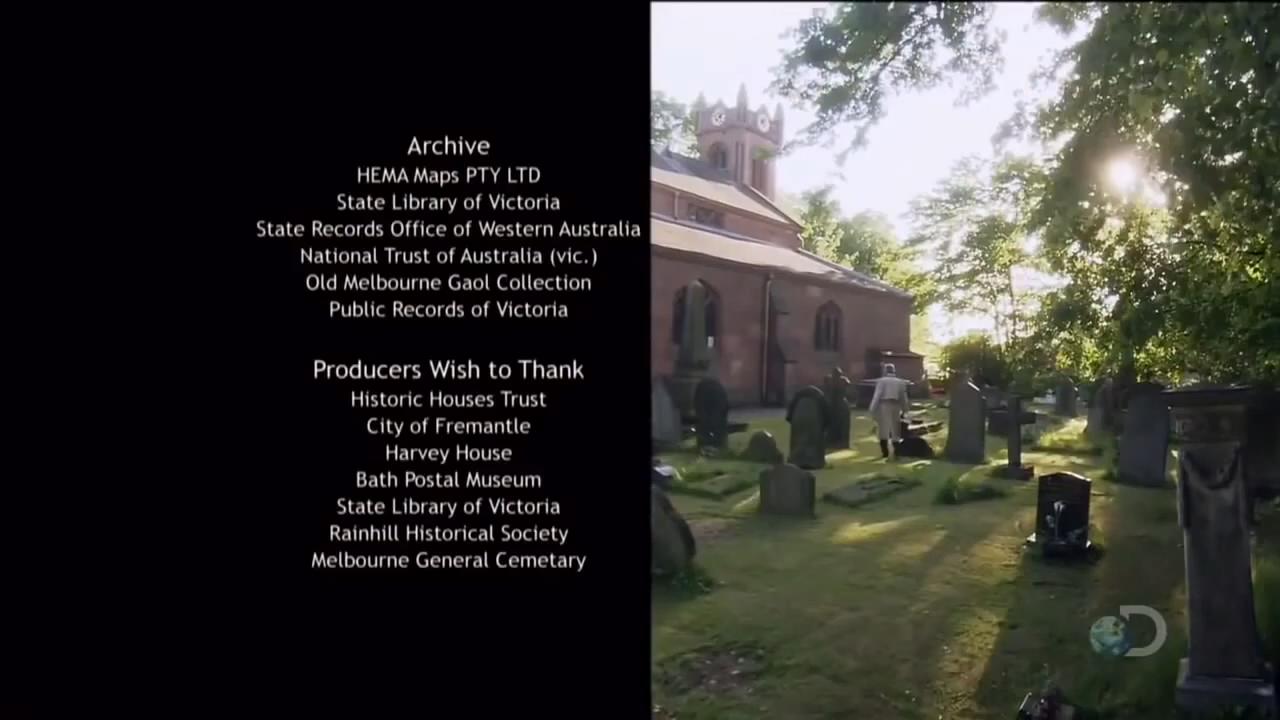 Archive
HEMA Maps PTY LTD
State Library of Victoria
State Records Office of Western Australia
National Trust of Australia (vic.)
Old Melbourne Gaol Collection
Public Records of Victoria
Producers Wish to Thank
Historic Houses Trust
City of Fremantle
Harvey House
Bath Postal Museum
State Library of Victoria
Rainhill Historical Society
Melbourne General Cemetary
D